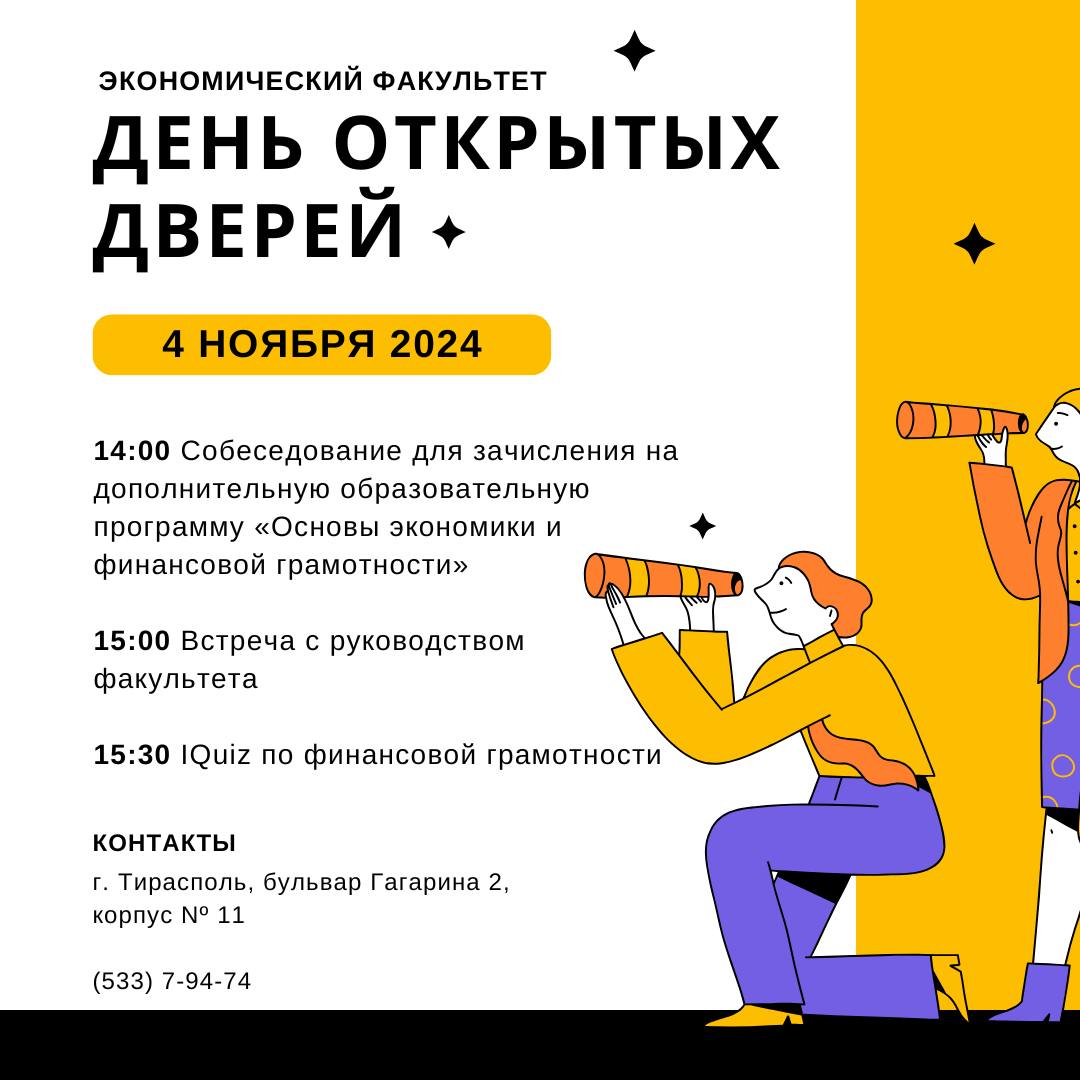 ЭКОНОМИЧЕСКИЙ ФАКУЛЬТЕТ
ДЕНЬ ОТКРЫТЫХ
ДВЕРЕЙ
4 НОЯБРЯ 2024
14:00 Собеседование для зачисления на
дополнительную образовательную
программу «Основы экономики и
финансовой грамотности»
15:00 Встреча с руководством
факультета
15:30 IQuiz по финансовой грамотности
КОНТАКТЫ
г. Тирасполь, бульвар Гагарина 2,
корпус Nº 11
(533) 7-94-74